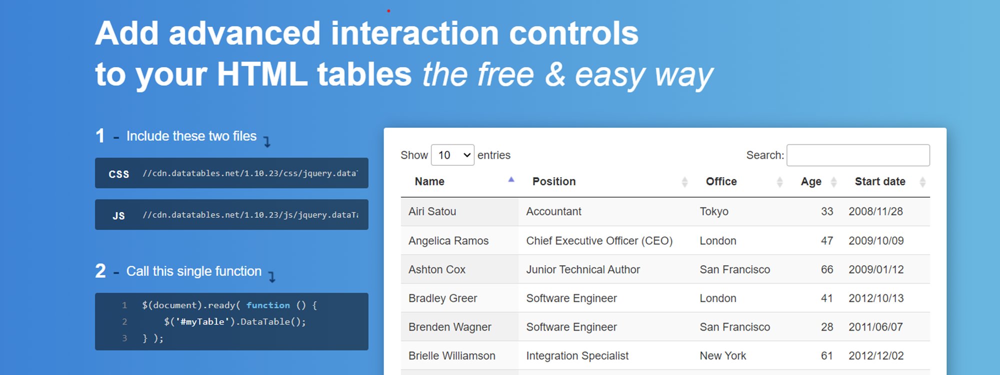 Add advanced interaction controls
to your HTML tables the free & easy way
1 - Include these two files
CSS //cdn.datatables.net/1.10.23/css/jquery.data
JS //cdn.datatables.net/1.10.23/js/jquery.dataTa
2 - Call this single function
1 $(document).ready( function () {
2 $('#myTable').DataTable();
3 } );
Show 10 entries Search:
Name Position Office Age Start date
Airi Satou Accountant Tokyo 33 2008/11/28
Angelica Ramos Chief Executive Officer (CEO) London 47 2009/10/09
Ashton Cox Junior Technical Author San Francisco 66 2009/01/12
Bradley Greer Software Engineer London 41 2012/10/13
Brenden Wagner Software Engineer San Francisco 28 2011/06/07
Brielle Williamson Integration Specialist New York 61 2012/12/02